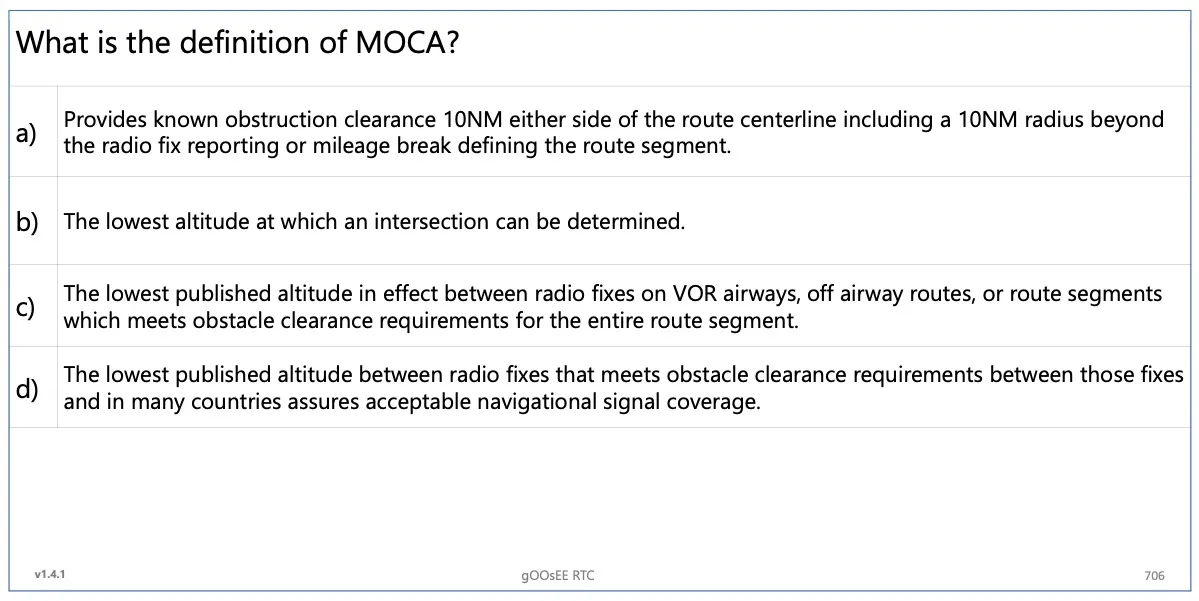 What is the definition of MOCA?
a)
Provides known obstruction clearance 10NM either side of the route centerline including a 10NM radius beyond
the radio fix reporting or mileage break defining the route segment.
b)
The lowest altitude at which an intersection can be determined.
c)
The lowest published altitude in effect between radio fixes on VOR airways, off airway routes, or route segments
which meets obstacle clearance requirements for the entire route segment.
d)
The lowest published altitude between radio fixes that meets obstacle clearance requirements between those fixes
and in many countries assures acceptable navigational signal coverage.
v1.4.1
gOOsEE RTC
706